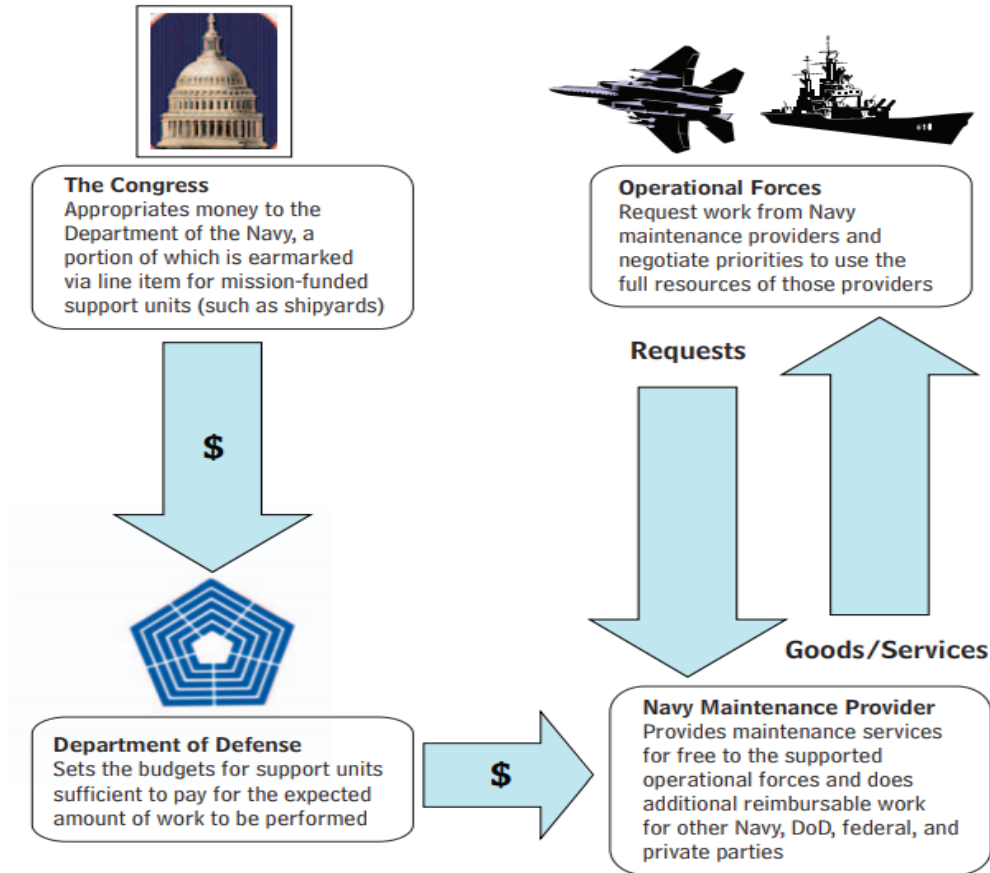 The Congress
Appropriates money to the
Department of the Navy, a
portion of which is earmarked
via line item for mission-funded
support units (such as shipyards)
Operational Forces
Request work from Navy
maintenance providers and
negotiate priorities to use the
full resources of those providers
Requests
$
Goods/Services
Department of Defense
Sets the budgets for support units
sufficient to pay for the expected
amount of work to be performed
$
Navy Maintenance Provider
Provides maintenance services
for free to the supported
operational forces and does
additional reimbursable work
for other Navy, DoD, federal, and
private parties